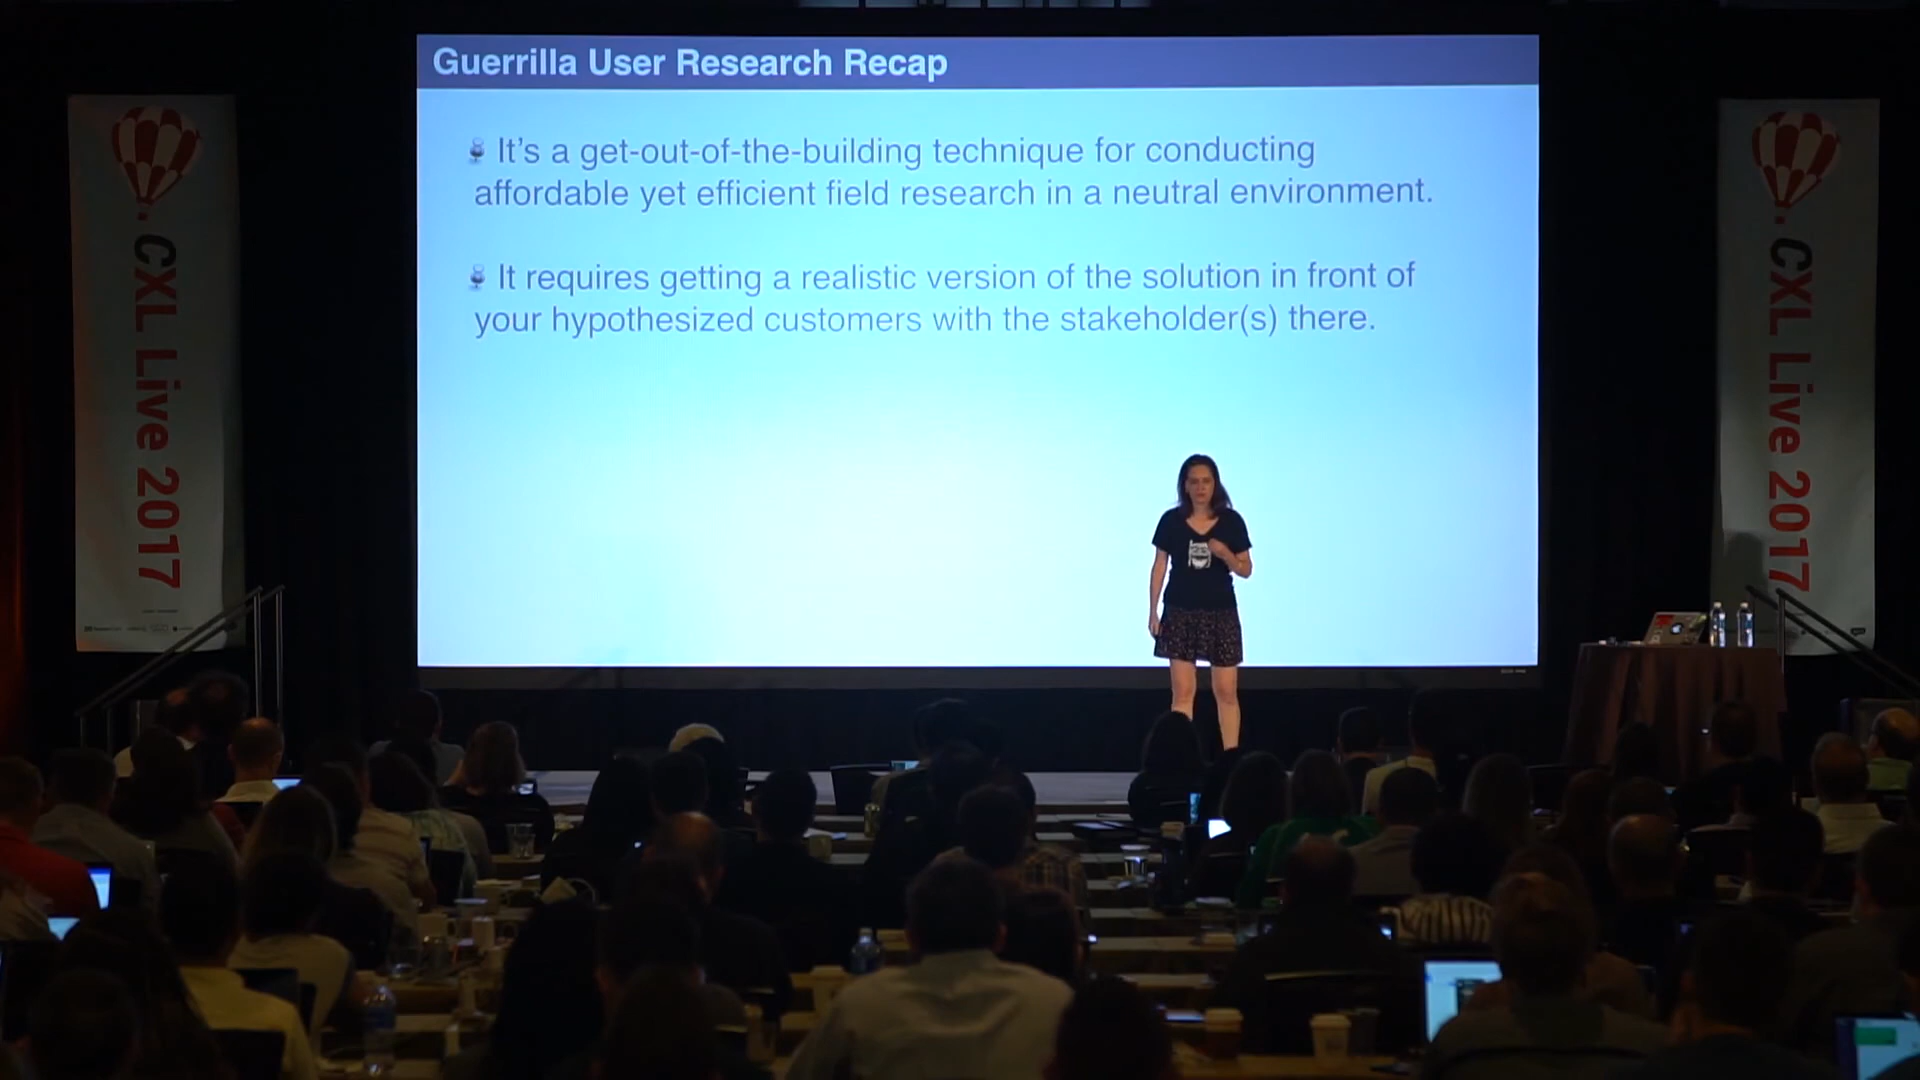 Guerrilla User Research Recap
It's a get-out-of-the-building technique for conducting
affordable yet efficient field research in a neutral environment.
It requires getting a realistic version of the solution in front of
your hypothesized customers with the stakeholder(s) there.
CXL Live 2017
CXL Live 2017